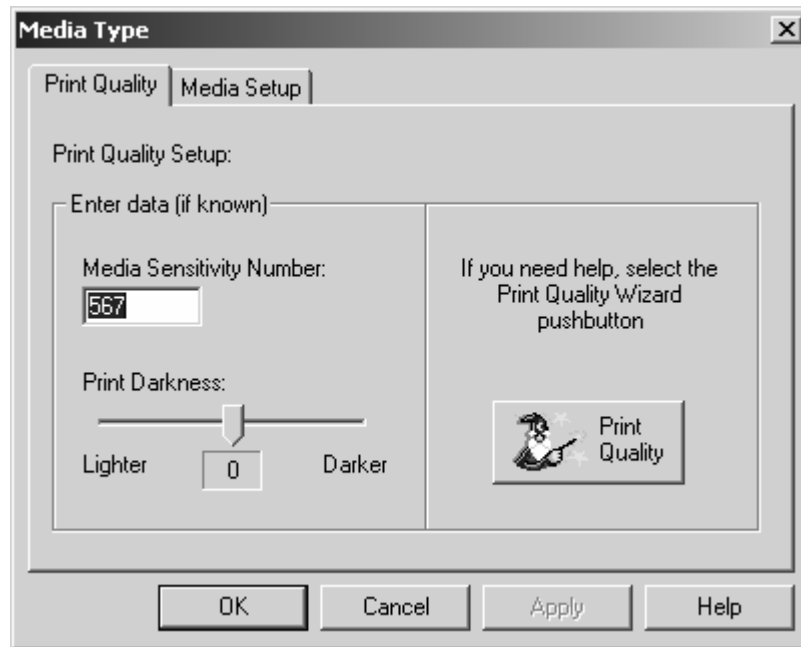 Media Type
Print Quality
Media Setup
Print Quality Setup:
Enter data (if known)
Media Sensitivity Number:
567
Print Darkness:
Lighter
0
Darker
If you need help, select the
Print Quality Wizard
pushbutton
Print
Quality
OK
Cancel
Apply
Help